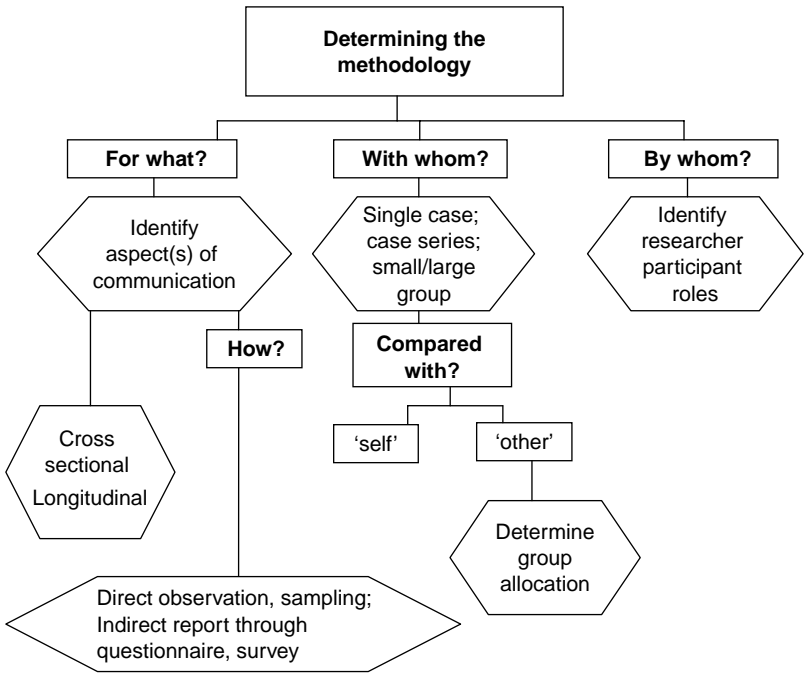 Determining the
methodology
For what?
With whom?
By whom?
Identify
aspect(s) of
communication
Single case;
case series;
small/large
group
Identify
researcher
participant
roles
How?
Compared
with?
Cross
sectional
Longitudinal
‘self’
‘other’
Determine
group
allocation
Direct observation, sampling;
Indirect report through
questionnaire, survey